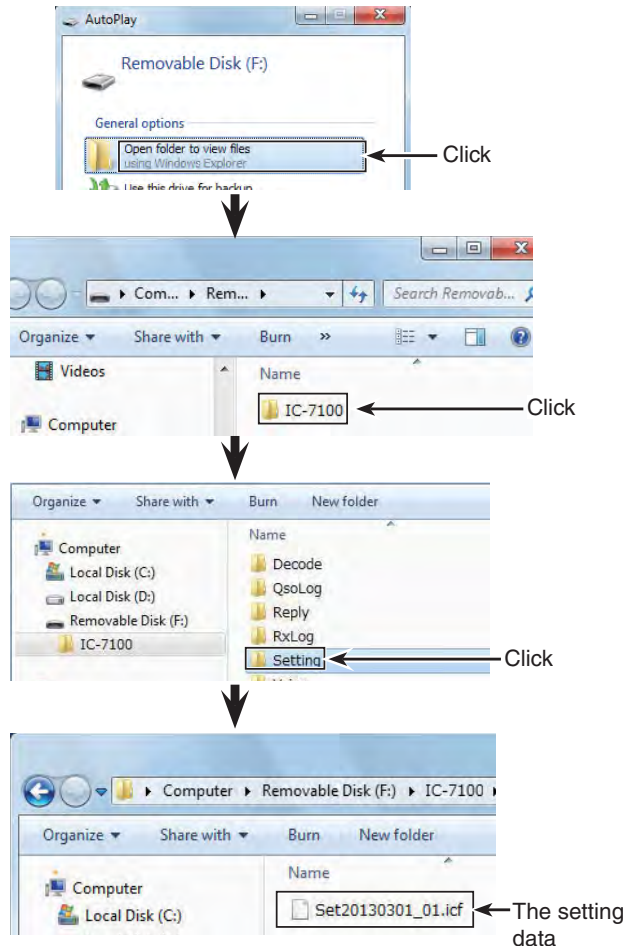 AutoPlay
Removable Disk (F:)
General options
Open folder to view files
using Windows Explorer
Click
Use this drive for backup
Com... Rem... Search Removab...
Organize Share with Burn »
Videos
Name
IC-7100
Click
Computer
Organize Share with Burn New folder
Name
Computer
Decode
Local Disk (C:)
QsoLog
Local Disk (D:)
Reply
Removable Disk (F:)
RxLog
IC-7100
Setting
Click
Computer Removable Disk (F:) IC-7100
Organize Share with Burn New folder
Name
Computer
Set20130301_01.icf
The setting
data
Local Disk (C:)